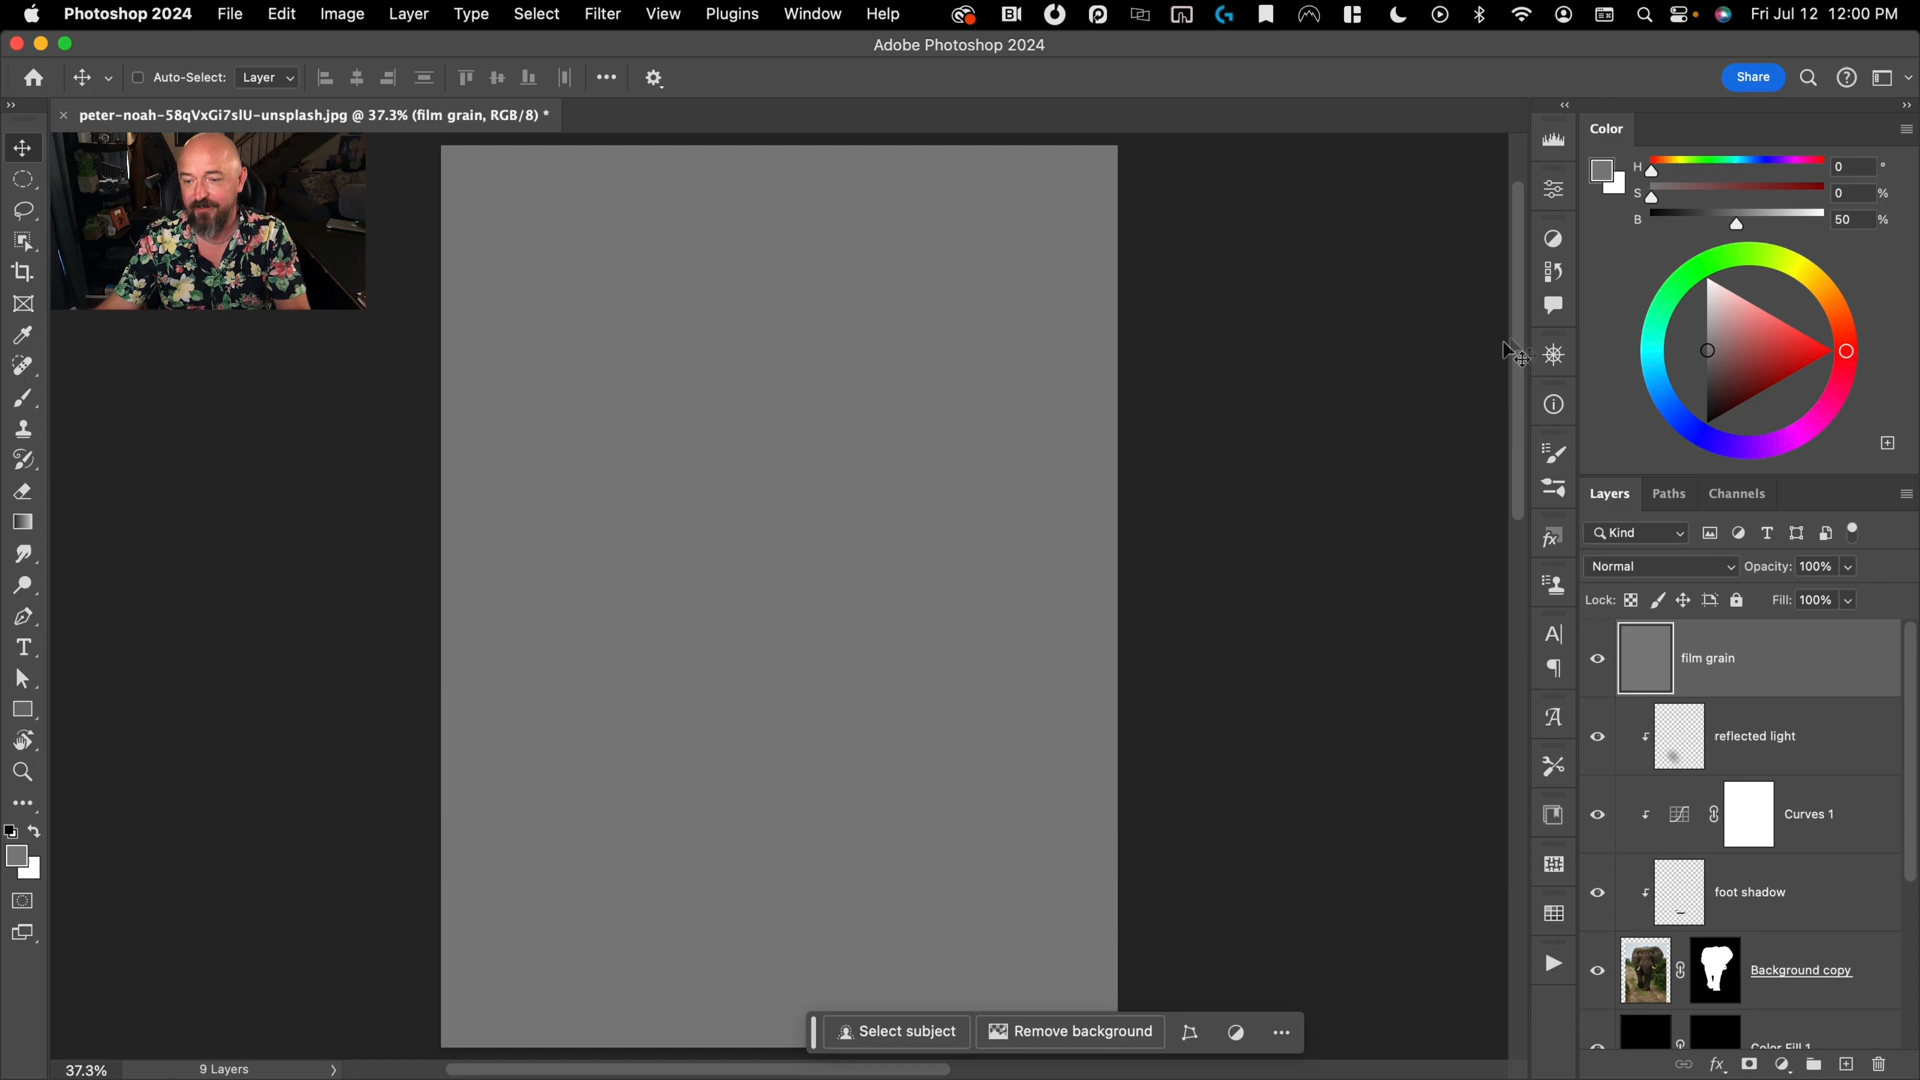 Photoshop 2024 File Edit Image Layer Type Select Filter View Plugins Window Help Fri Jul 12 12:00 PM
Adobe Photoshop 2024
Auto-Select: Layer Share
× peter-noah-58qVxGi7slU-unsplash.jpg @ 37.3% (film grain, RGB/8) *
Color
H 0 °
S 0 %
B 50 %
Layers Paths Channels
Kind
Normal Opacity: 100%
Lock: Fill: 100%
film grain
reflected light
Curves 1
foot shadow
Background copy
Color Fill 1
Select subject Remove background
37.3% 9 Layers